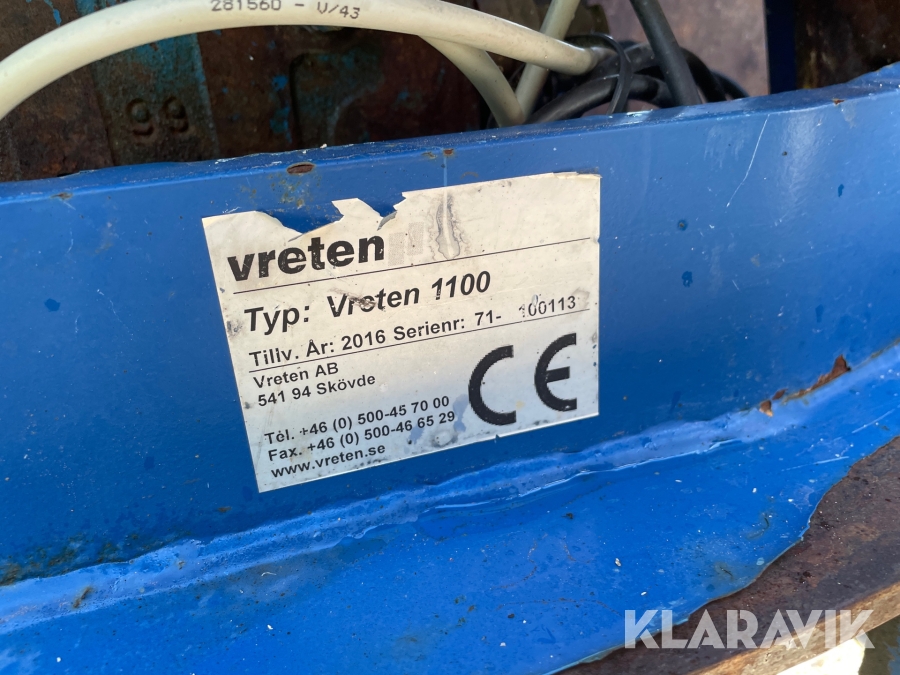 281560 - V/43
99
vreten
Typ: Vreten 1100
Tillv. År: 2016 Serienr: 71- 100113
Vreten AB
541 94 Skövde
Tel. +46 (0) 500-45 70 00
Fax. +46 (0) 500-46 65 29
www.vreten.se
CE
KLARAVIK